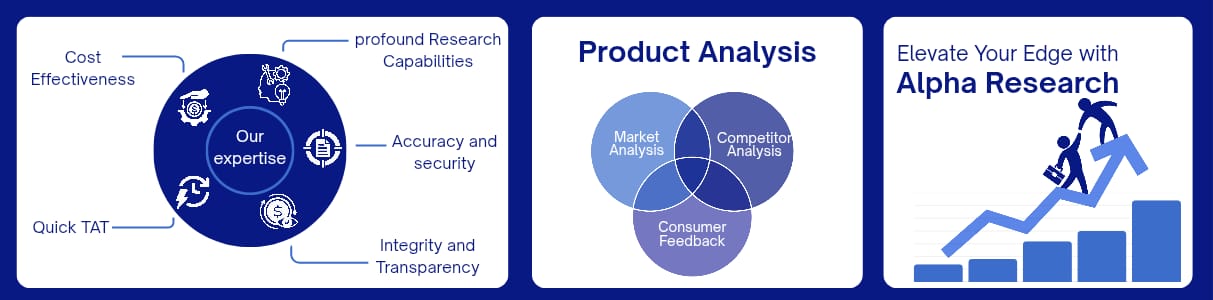 Cost
Effectiveness
profound Research
Capabilities
Our
expertise
Accuracy and
security
Quick TAT
Integrity and
Transparency
Product Analysis
Market
Analysis
Competitor
Analysis
Consumer
Feedback
Elevate Your Edge with
Alpha Research